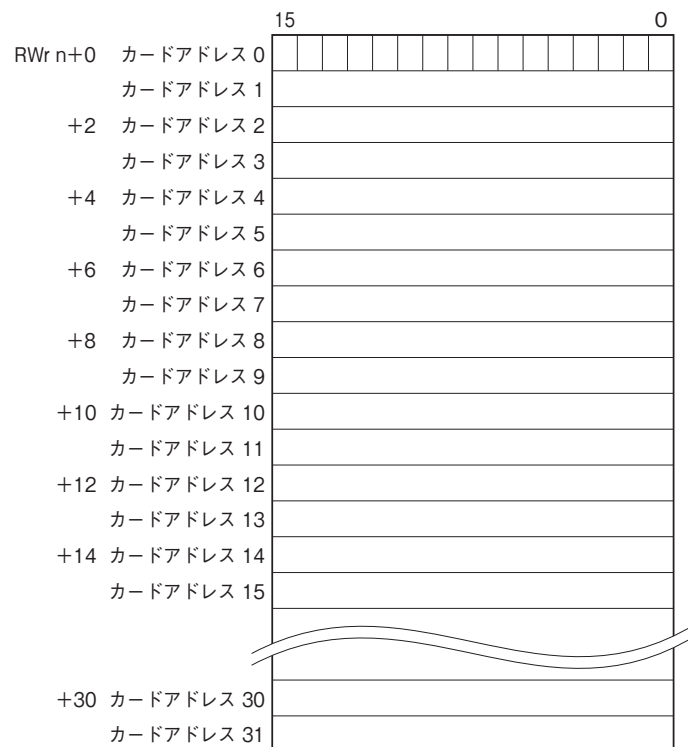 15 0
RWr n+0 カードアドレス 0
カードアドレス 1
+2 カードアドレス 2
カードアドレス 3
+4 カードアドレス 4
カードアドレス 5
+6 カードアドレス 6
カードアドレス 7
+8 カードアドレス 8
カードアドレス 9
+10 カードアドレス 10
カードアドレス 11
+12 カードアドレス 12
カードアドレス 13
+14 カードアドレス 14
カードアドレス 15
+30 カードアドレス 30
カードアドレス 31